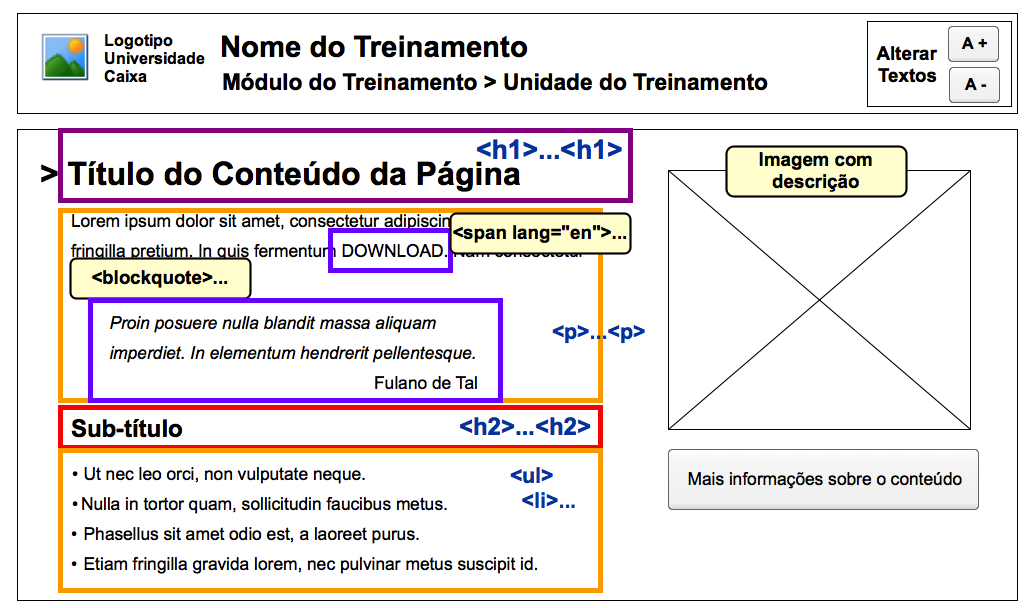 Logotipo
Universidade
Caixa
Nome do Treinamento
Módulo do Treinamento > Unidade do Treinamento
Alterar
Textos
A +
A -
<h1>...<h1>
> Título do Conteúdo da Página
Imagem com
descrição
Lorem ipsum dolor sit amet, consectetur adipiscin
<span lang="en">...
fringilla pretium. In quis fermentum DOWNLOAD. Nam consectetur
<blockquote>...
Proin posuere nulla blandit massa aliquam
imperdiet. In elementum hendrerit pellentesque.
Fulano de Tal
<p>...<p>
Sub-título
<h2>...<h2>
• Ut nec leo orci, non vulputate neque.
• Nulla in tortor quam, sollicitudin faucibus metus.
• Phasellus sit amet odio est, a laoreet purus.
• Etiam fringilla gravida lorem, nec pulvinar metus suscipit id.
<ul>
<li>...
Mais informações sobre o conteúdo